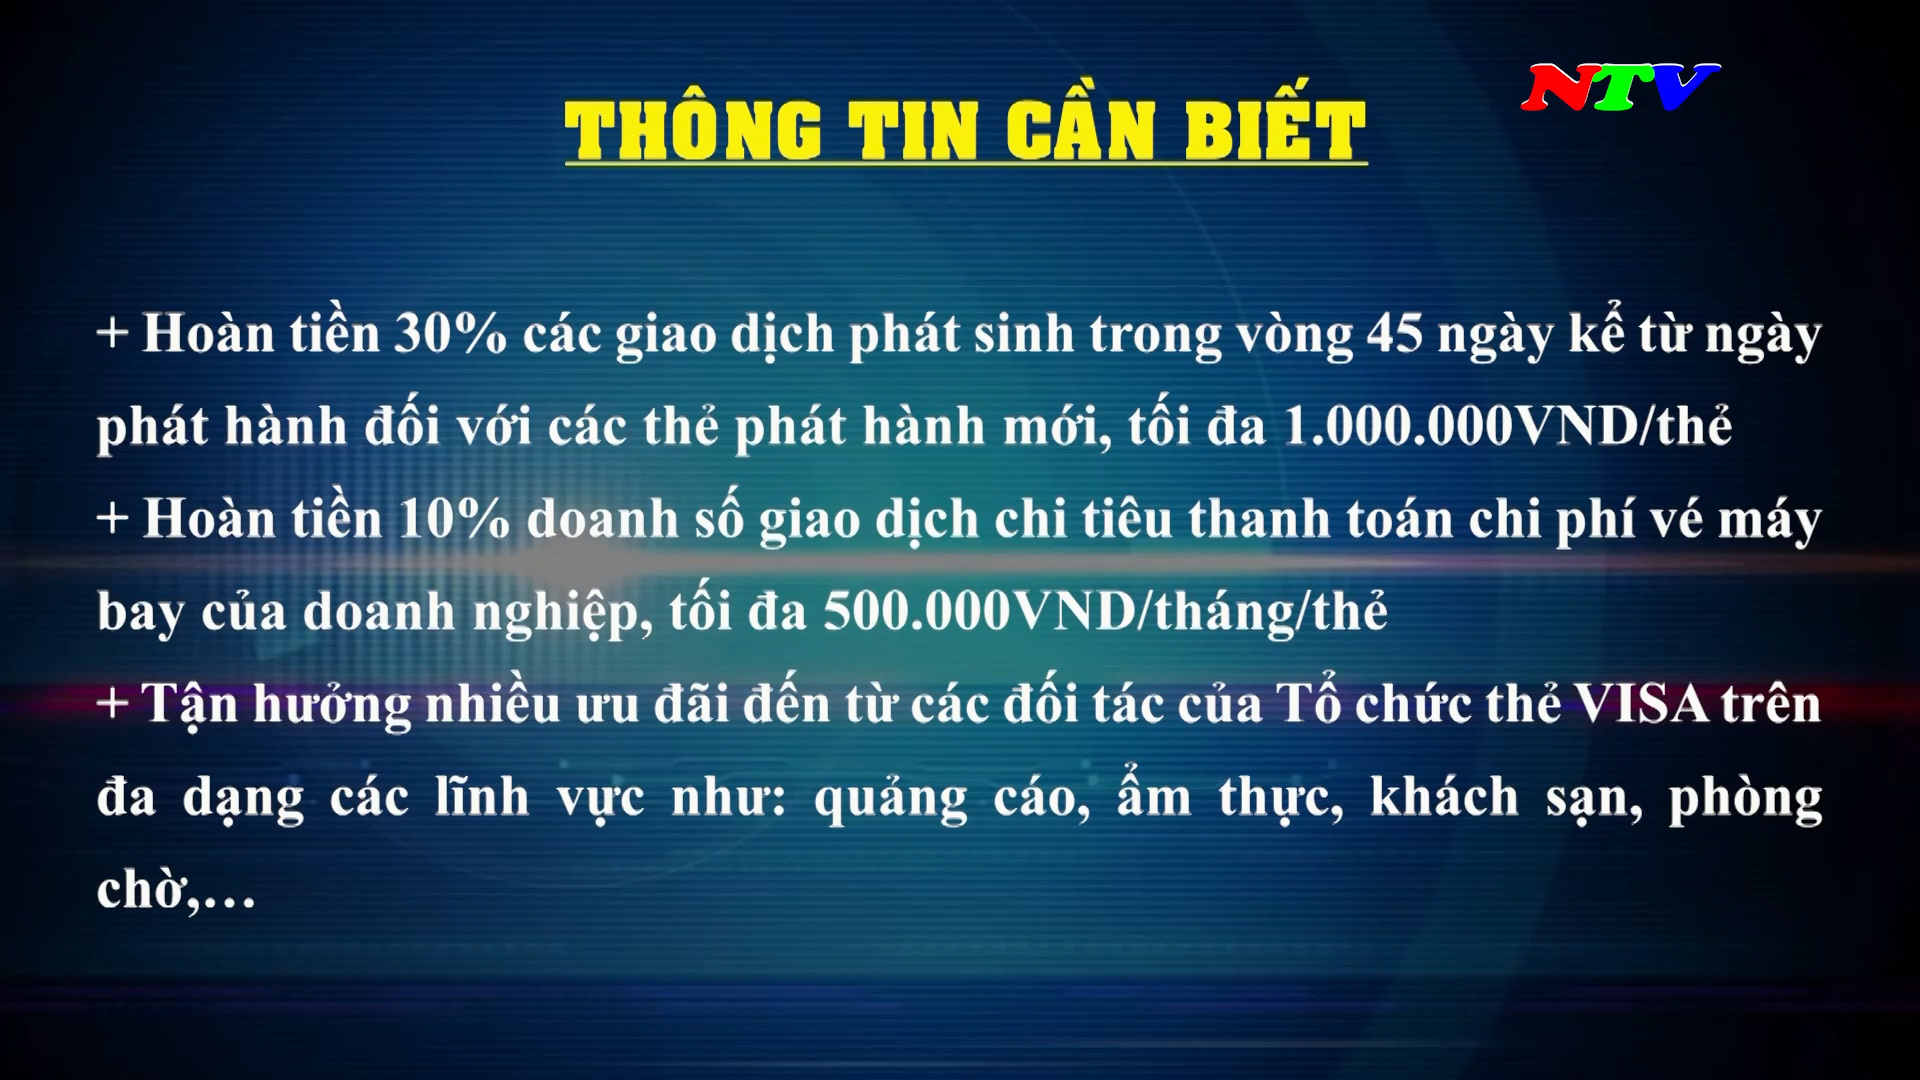 NTV
THÔNG TIN CẦN BIẾT
+ Hoàn tiền 30% các giao dịch phát sinh trong vòng 45 ngày kể từ ngày
phát hành đối với các thẻ phát hành mới, tối đa 1.000.000VND/thẻ
+ Hoàn tiền 10% doanh số giao dịch chi tiêu thanh toán chi phí vé máy
bay của doanh nghiệp, tối đa 500.000VND/tháng/thẻ
+ Tận hưởng nhiều ưu đãi đến từ các đối tác của Tổ chức thẻ VISA trên
đa dạng các lĩnh vực như: quảng cáo, ẩm thực, khách sạn, phòng
chờ,…